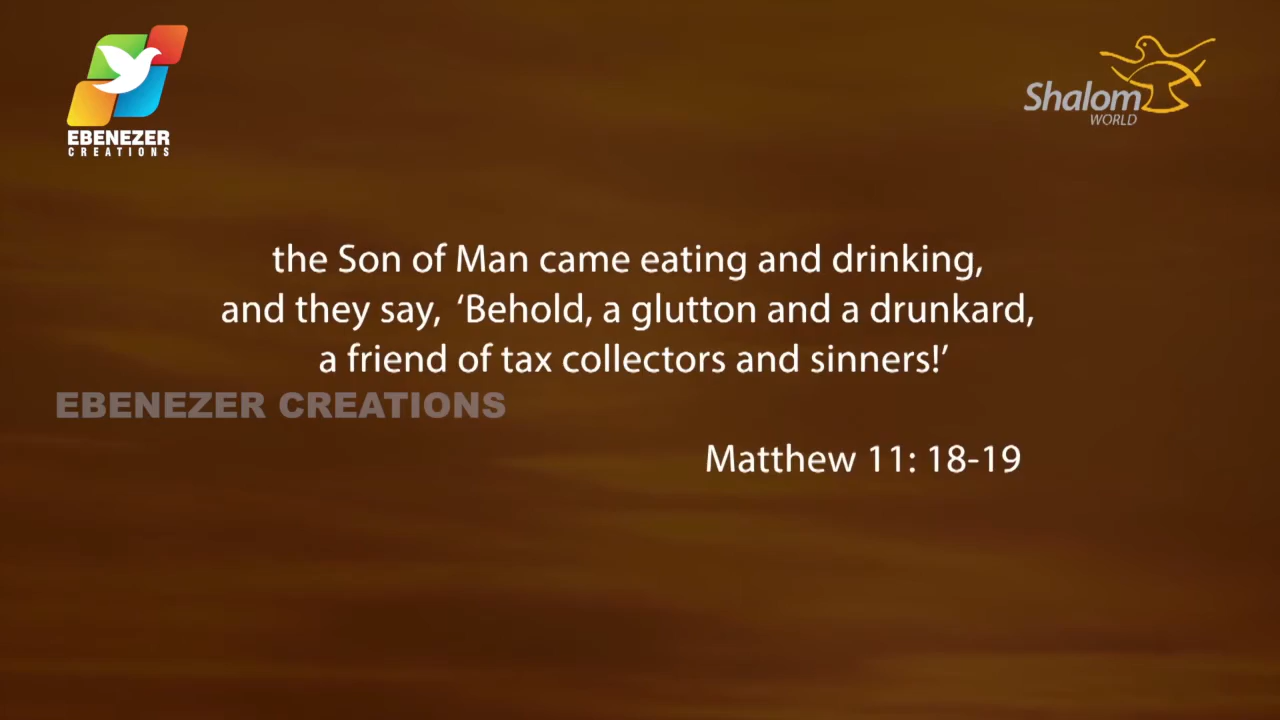 EBENEZER
CREATIONS
Shalom
WORLD
the Son of Man came eating and drinking,
and they say, ‘Behold, a glutton and a drunkard,
a friend of tax collectors and sinners!’
EBENEZER CREATIONS
Matthew 11: 18-19